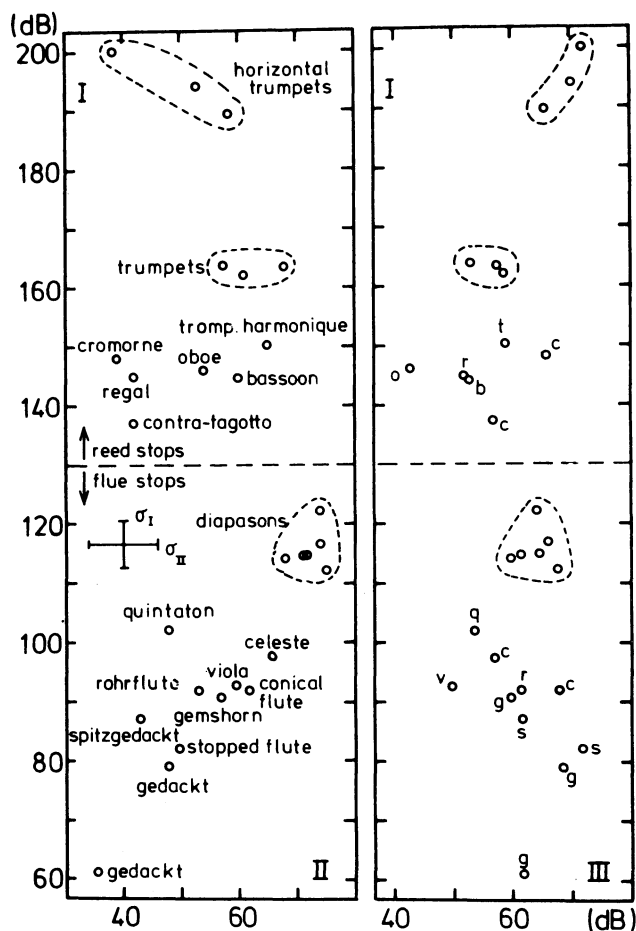 (dB)
200
180
160
140
120
100
80
60
I
horizontal
trumpets
trumpets
tromp. harmonique
cromorne
oboe
regal
bassoon
contra-fagotto
reed stops
flue stops
σI
σII
diapasons
quintaton
celeste
viola
rohrflute
conical
flute
gemshorn
spitzgedackt
stopped flute
gedackt
gedackt
II
40
60
I
t
c
o
r
b
c
q
c
v
r
c
g
s
s
g
g
III
40
60
(dB)